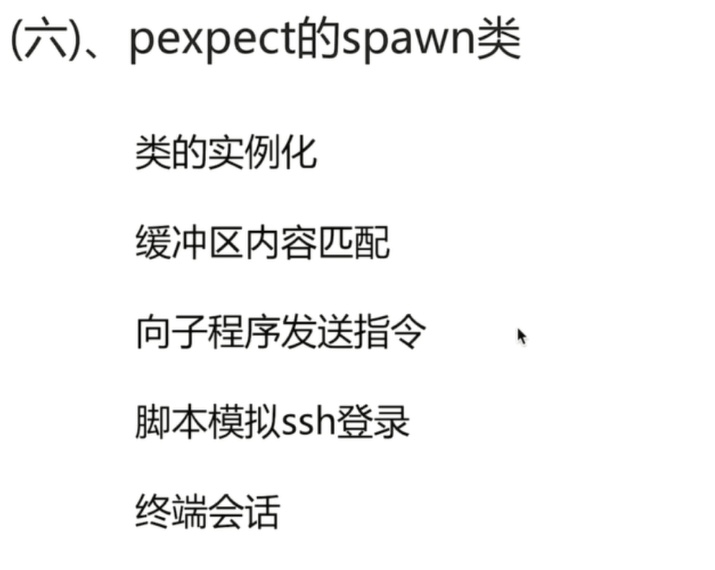 (六)、pexpect的spawn类
类的实例化
缓冲区内容匹配
向子程序发送指令
脚本模拟ssh登录
终端会话